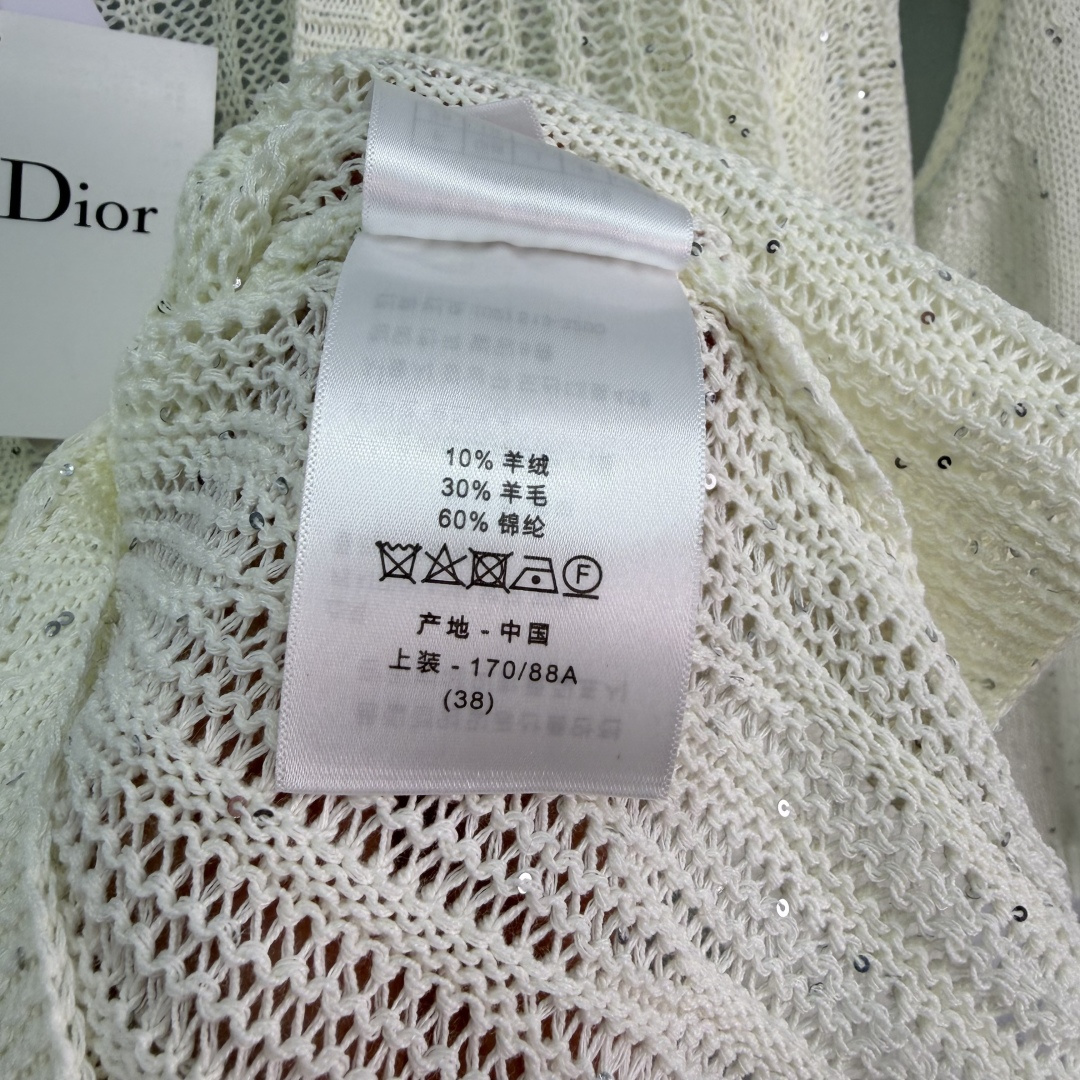 Dior
10% 羊绒
30% 羊毛
60% 锦纶
F
产地 - 中国
上装 - 170/88A
(38)